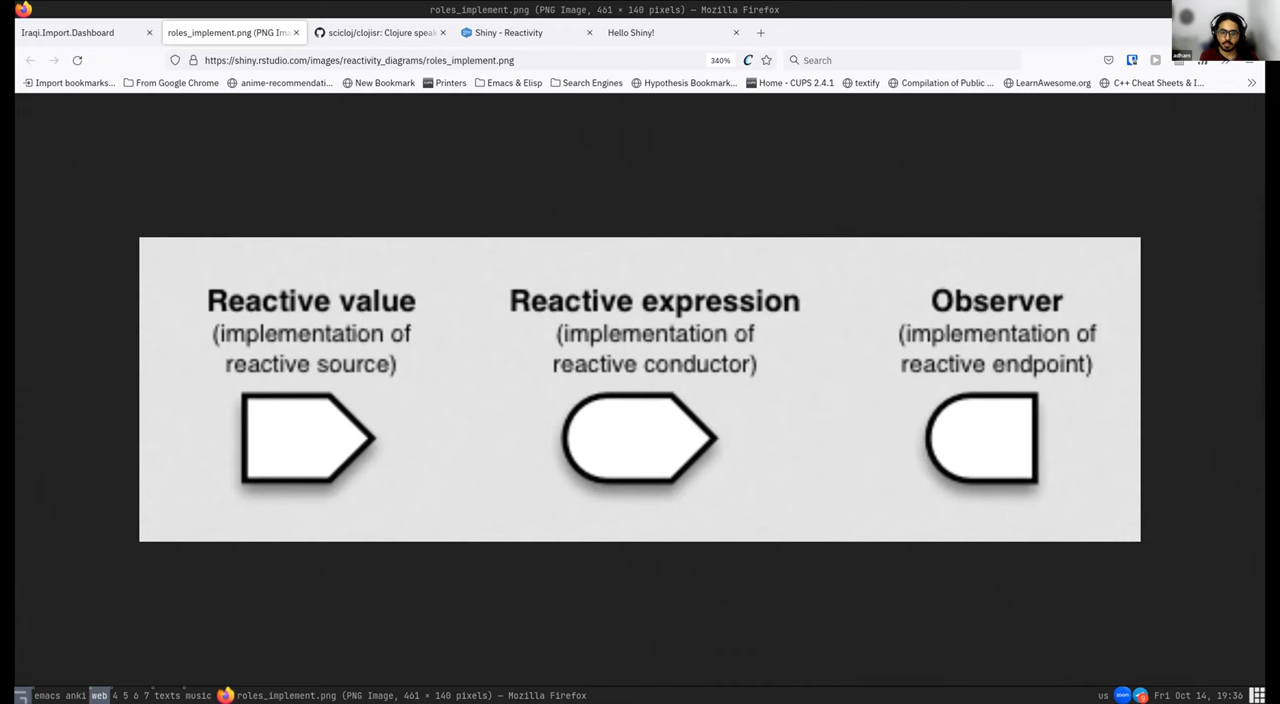 roles_implement.png (PNG Image, 461 × 140 pixels) — Mozilla Firefox
Iraqi.Import.Dashboard
roles_implement.png (PNG Ima
scicloj/clojisr: Clojure speak
Shiny - Reactivity
Hello Shiny!
https://shiny.rstudio.com/images/reactivity_diagrams/roles_implement.png
340%
Search
adham
Import bookmarks...
From Google Chrome
anime-recommendati...
New Bookmark
Printers
Emacs & Elisp
Search Engines
Hypothesis Bookmark...
Home - CUPS 2.4.1
textify
Compilation of Public ...
LearnAwesome.org
C++ Cheat Sheets & I...
Reactive value
(implementation of
reactive source)
Reactive expression
(implementation of
reactive conductor)
Observer
(implementation of
reactive endpoint)
emacs anki web 4 5 6 7 texts music
roles_implement.png (PNG Image, 461 × 140 pixels) — Mozilla Firefox
us
zoom
Fri Oct 14, 19:36